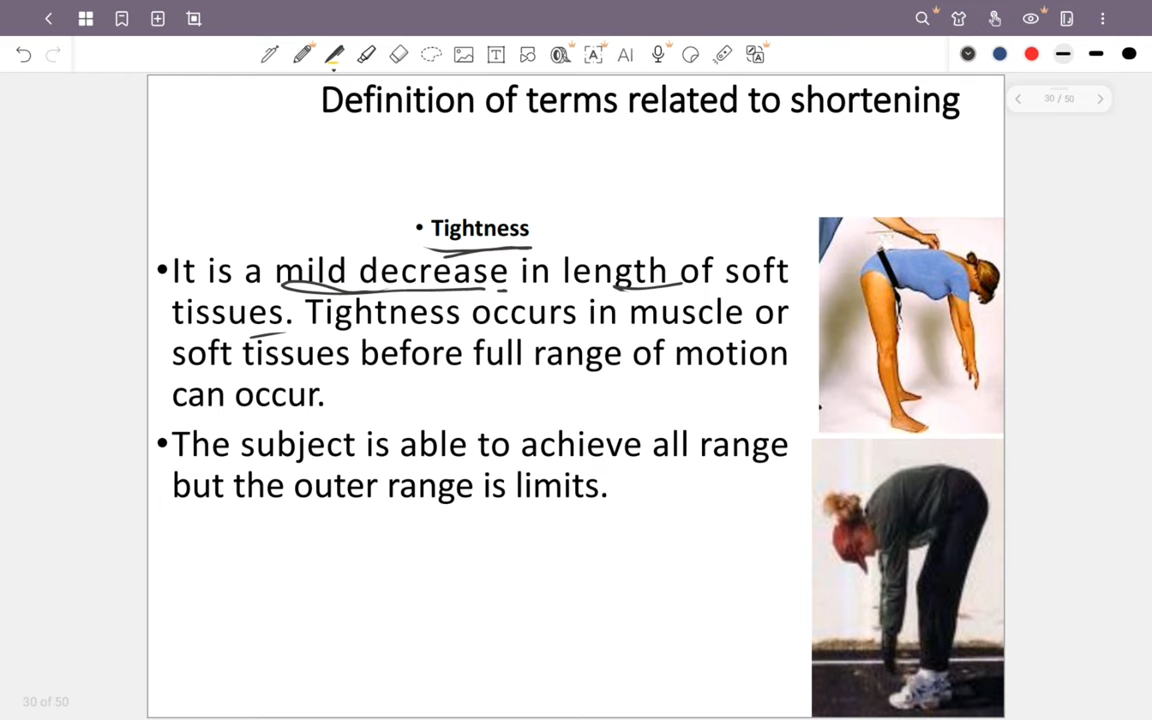 30 / 50
Definition of terms related to shortening
• Tightness
•It is a mild decrease in length of soft
tissues. Tightness occurs in muscle or
soft tissues before full range of motion
can occur.
•The subject is able to achieve all range
but the outer range is limits.
30 of 50